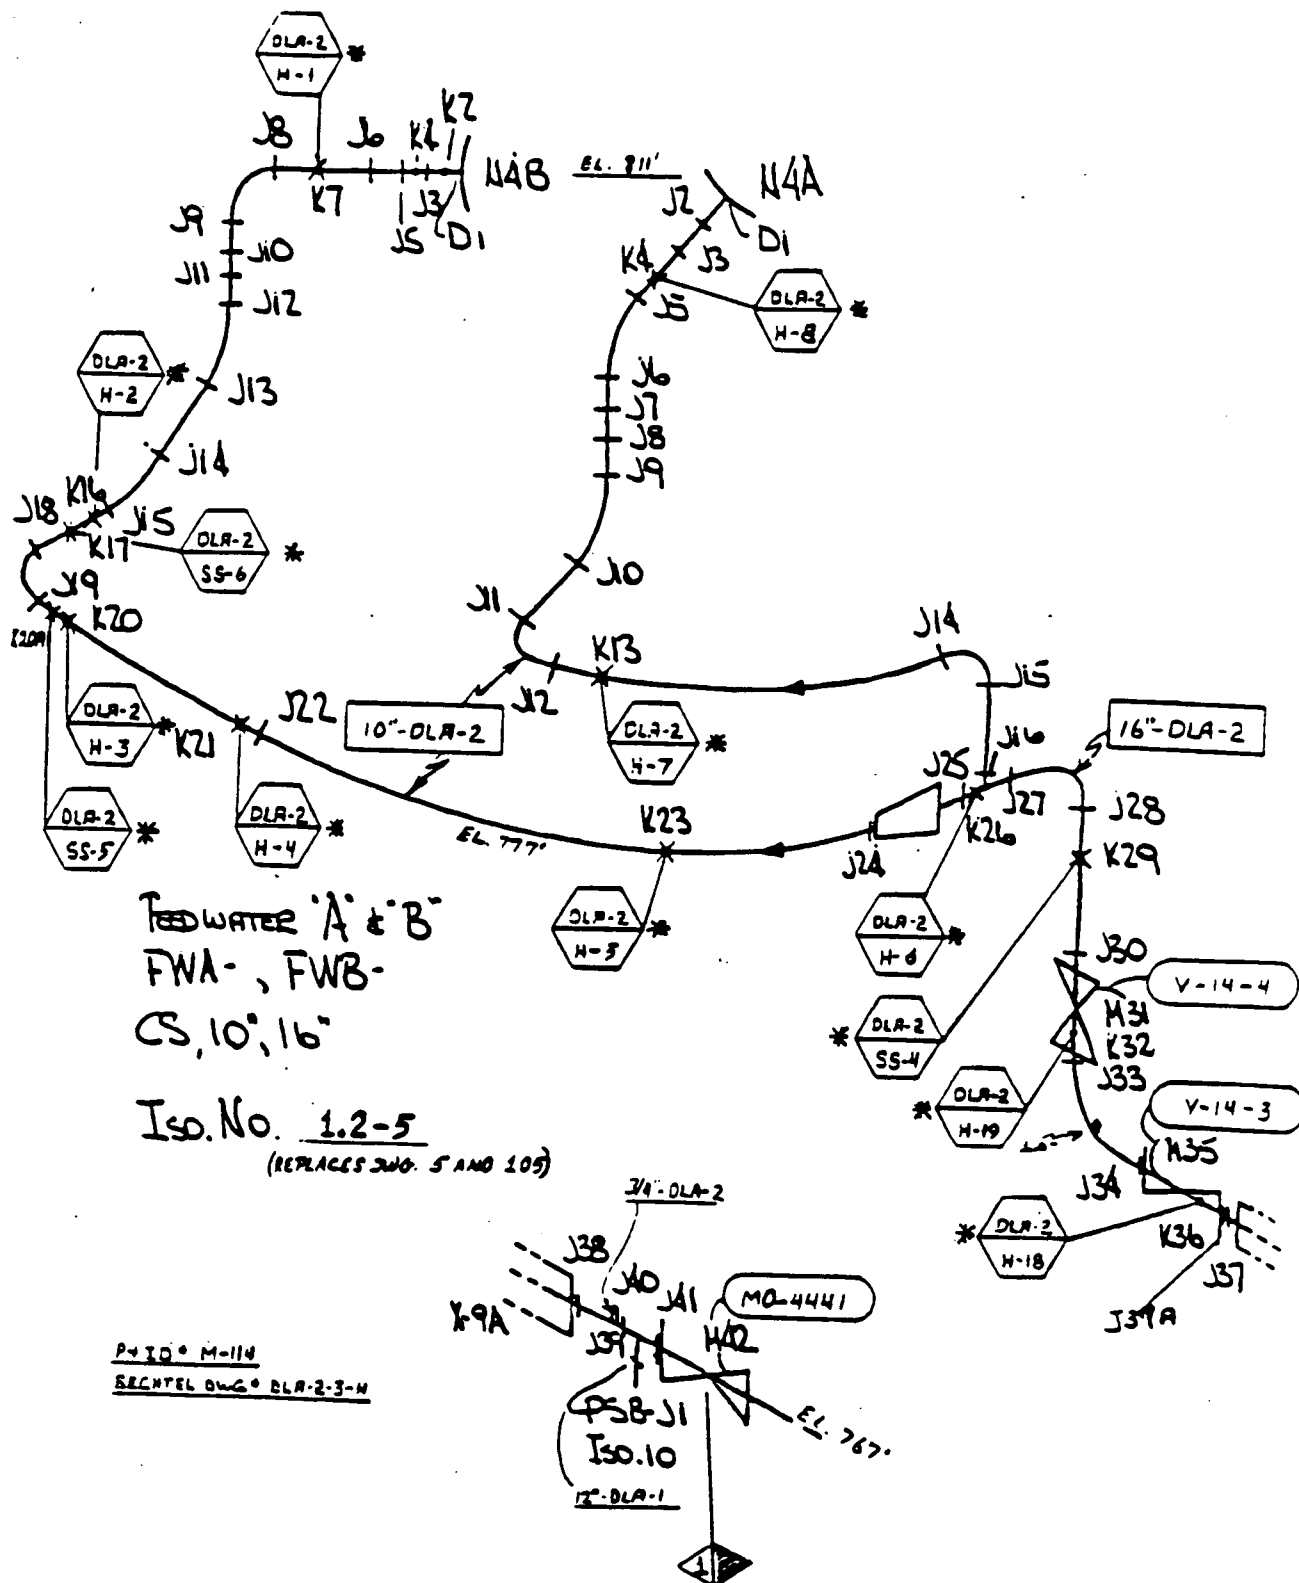 DLA-2
H-1
*
J8
J6
K4
K2
K7
J5
J3
D1
N4B
EL. 811'
N4A
J2
D1
J3
K4
J5
DLA-2
H-8
*
J9
J10
J11
J12
J13
J14
DLA-2
H-2
*
J6
J7
J8
J9
J10
J11
J12
K13
J14
J15
J16
J18
K16
J15
K17
DLA-2
SS-6
*
J19
K20
K20A
DLA-2
H-3
*
K21
J22
10"-DLA-2
DLA-2
H-7
*
16"-DLA-2
J25
K26
J27
J28
K29
DLA-2
SS-5
*
DLA-2
H-4
*
EL. 777'
K23
J24
DLA-2
H-5
*
DLA-2
H-6
*
J30
V-14-4
M31
K32
J33
DLA-2
SS-4
*
DLA-2
H-19
*
V-14-3
M35
J34
K36
J37
J37A
DLA-2
H-18
*
FEEDWATER "A" & "B"
FWA- , FWB-
CS, 10", 16"
ISO. NO. 1.2-5
(REPLACES DWG. 5 AND 105)
3/4"-DLA-2
J38
J40
J41
MO-4441
X-9A
J39
M42
PSB-J1
ISO.10
12"-DLA-1
EL. 767'
P&ID# M-114
BECHTEL DWG# DLA-2-3-H
1